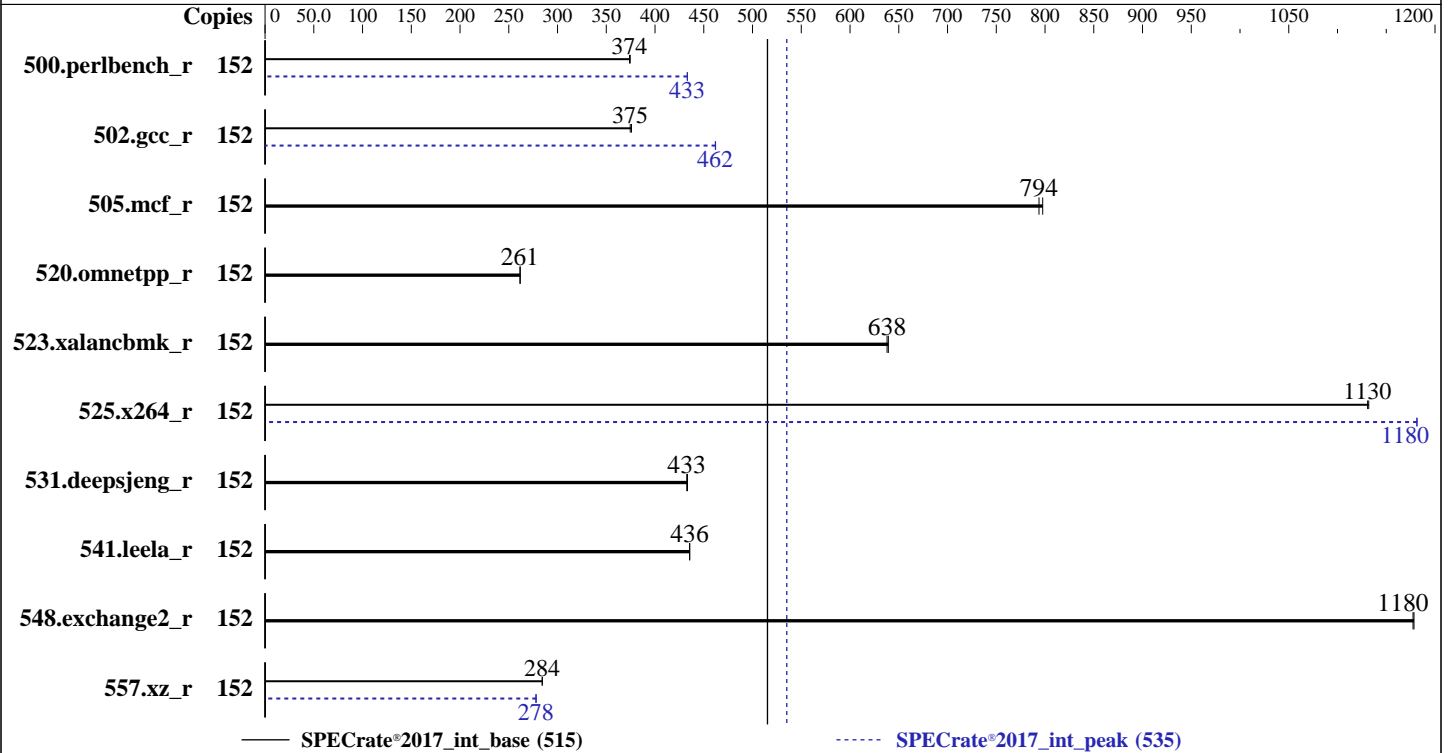 Copies 0 50.0 100 150 200 250 300 350 400 450 500 550 600 650 700 750 800 850 900 950 1050 1200
374
500.perlbench_r 152
433
375
502.gcc_r 152
462
794
505.mcf_r 152
261
520.omnetpp_r 152
638
523.xalancbmk_r 152
1130
525.x264_r 152
1180
433
531.deepsjeng_r 152
436
541.leela_r 152
1180
548.exchange2_r 152
284
557.xz_r 152
278
SPECrate®2017_int_base (515) SPECrate®2017_int_peak (535)